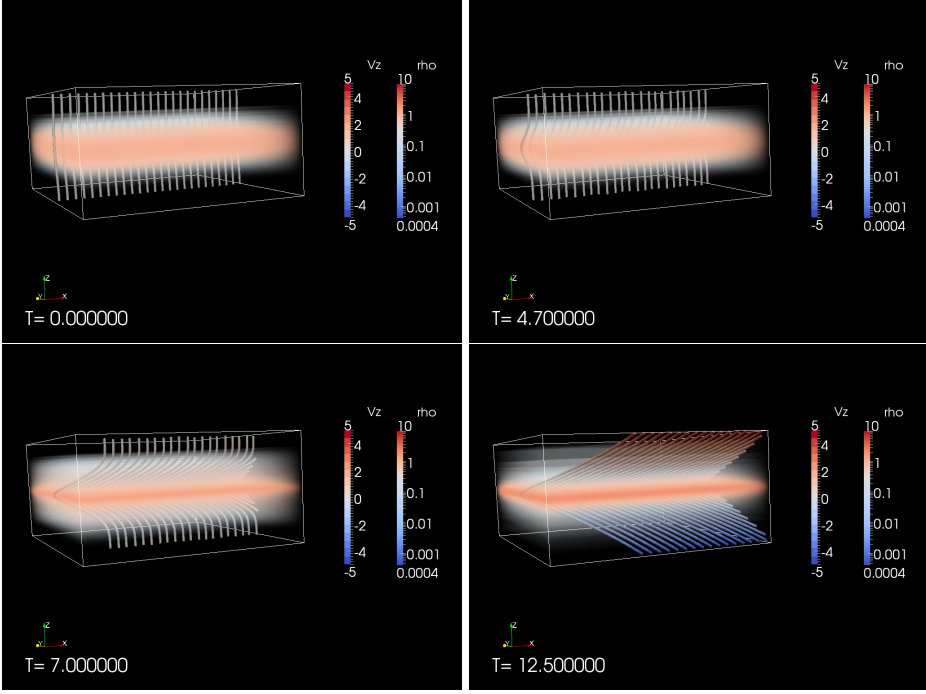 Vz rho
5 10
4
2 1
0 0.1
-2 0.01
-4 0.001
-5 0.0004
Z
Y X
T= 0.000000
Vz rho
5 10
4
2 1
0 0.1
-2 0.01
-4 0.001
-5 0.0004
Z
Y X
T= 4.700000
Vz rho
5 10
4
2 1
0 0.1
-2 0.01
-4 0.001
-5 0.0004
Z
Y X
T= 7.000000
Vz rho
5 10
4
2 1
0 0.1
-2 0.01
-4 0.001
-5 0.0004
Z
Y X
T= 12.500000